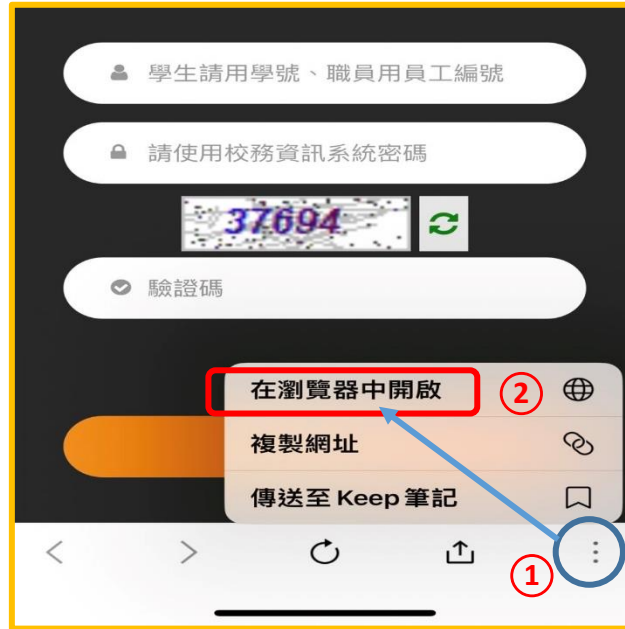 學生請用學號、職員用員工編號
請使用校務資訊系統密碼
37694
驗證碼
在瀏覽器中開啟
2
複製網址
傳送至 Keep 筆記
1